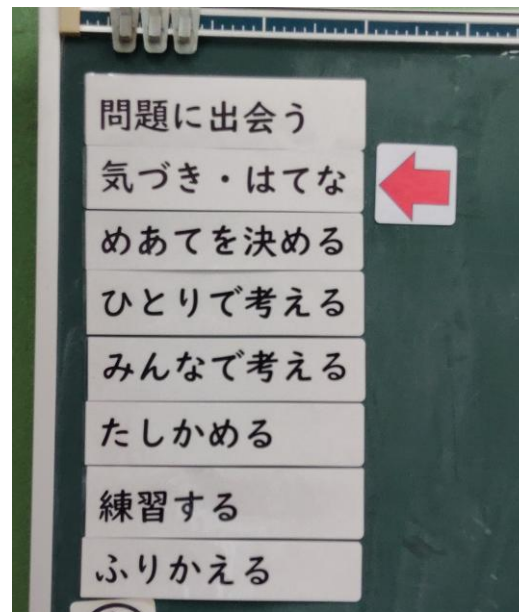 問題に出会う
気づき・はてな
めあてを決める
ひとりで考える
みんなで考える
たしかめる
練習する
ふりかえる